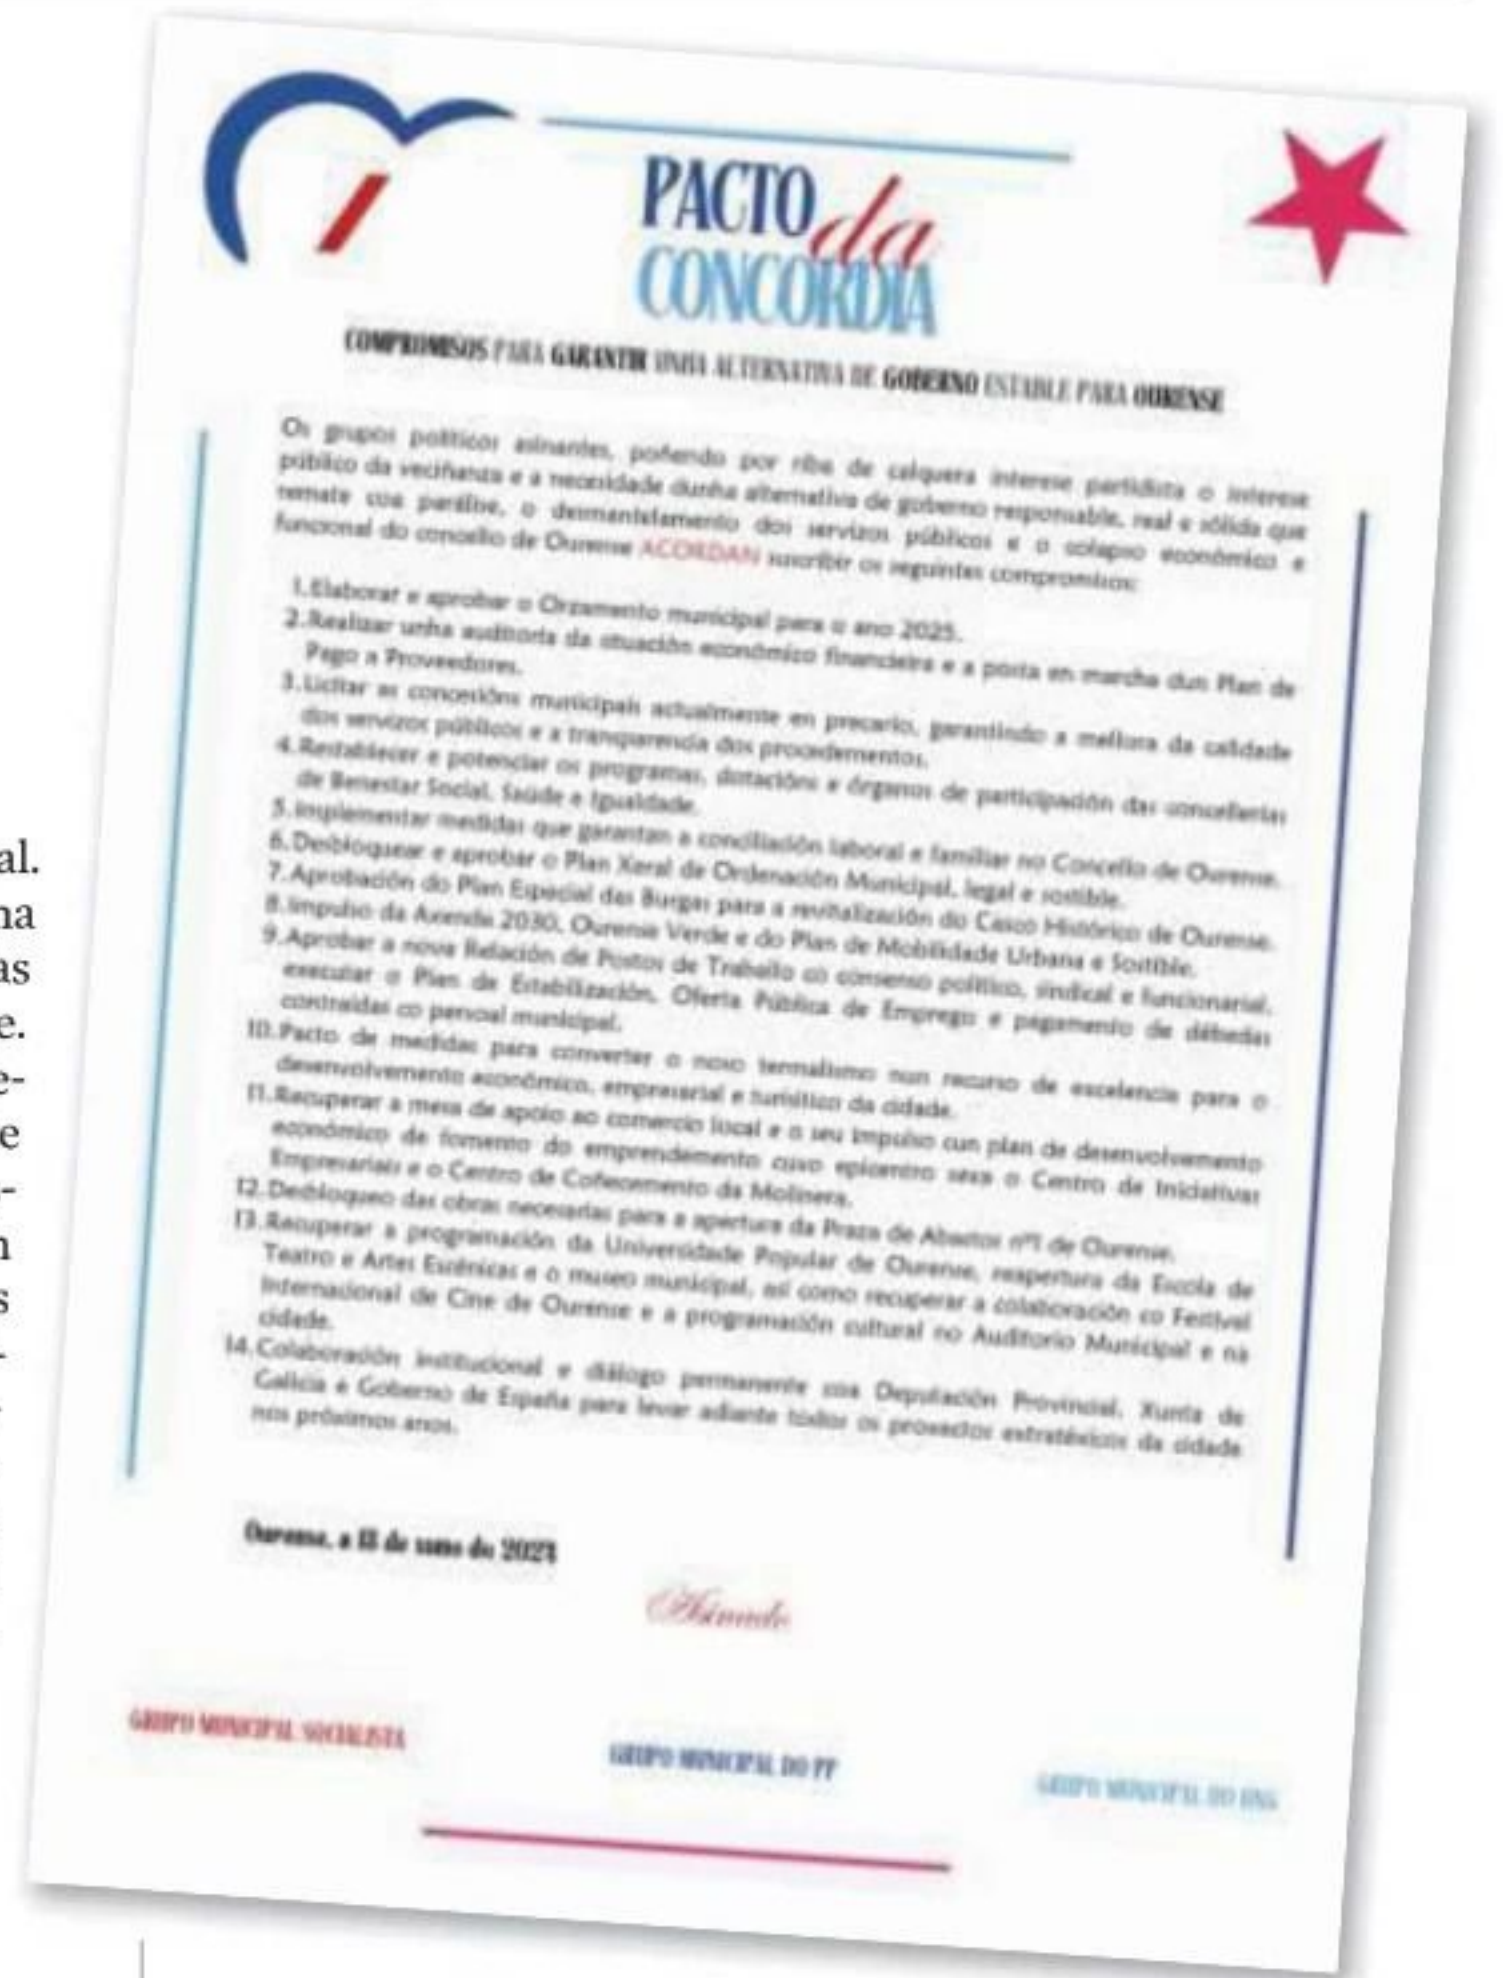 PACTO da
CONCORDIA
COMPROMISOS PARA GARANTIR UNHA ALTERNATIVA DE GOBERNO ESTABLE PARA OURENSE
Os grupos políticos asinantes, poñendo por riba de calquera interese partidista o interese
público da veciñanza e a necesidade dunha alternativa de goberno responsable, real e sólida que
remate coa parálise, o desmantelamento dos servizos públicos e o colapso económico e
funcional do concello de Ourense ACORDAN suscribir os seguintes compromisos:
1.Elaborar e aprobar o Orzamento municipal para o ano 2025.
2.Realizar unha auditoría da situación económico financieira e a posta en marcha dun Plan de
Pago a Proveedores.
3.Licitar as concesións municipais actualmente en precario, garantindo a mellora da calidade
dos servizos públicos e a transparencia dos procedementos.
4.Restablecer e potenciar os programas, dotacións e órganos de participación das concellerías
de Benestar Social, Saúde e Igualdade.
5.Implementar medidas que garantan a conciliación laboral e familiar no Concello de Ourense.
6.Desbloquear e aprobar o Plan Xeral de Ordenación Municipal, legal e sostible.
7.Aprobación do Plan Especial das Burgas para a revitalización do Casco Histórico de Ourense.
8.Impulso da Axenda 2030, Ourense Verde e do Plan de Mobilidade Urbana e Sostible.
9.Aprobar a nova Relación de Postos de Traballo co consenso político, sindical e funcionarial,
executar o Plan de Estabilización, Oferta Pública de Emprego e pagamento de débedas
contraídas co persoal municipal.
10.Pacto de medidas para converter o noso termalismo nun recurso de excelencia para o
desenvolvemento económico, empresarial e turístico da cidade.
11.Recuperar a mesa de apoio ao comercio local e o seu impulso cun plan de desenvolvemento
económico de fomento do emprendemento cuxo epicentro sexa o Centro de Iniciativas
Empresariais e o Centro de Coñecemento da Molinera.
12.Desbloqueo das obras necesarias para a apertura da Praza de Abastos nº1 de Ourense.
13.Recuperar a programación da Universidade Popular de Ourense, reapertura da Escola de
Teatro e Artes Escénicas e o museo municipal, así como recuperar a colaboración co Festival
Internacional de Cine de Ourense e a programación cultural no Auditorio Municipal e na
cidade.
14.Colaboración institucional e diálogo permanente coa Deputación Provincial, Xunta de
Galicia e Goberno de España para levar adiante todos os proxectos estratéxicos da cidade
nos próximos anos.
Ourense, a de do
Asinado
GRUPO MUNICIPAL SOCIALISTA
GRUPO MUNICIPAL DO PP
GRUPO MUNICIPAL DO BNG
al.
na
as
e.
e-
e
-
n
s